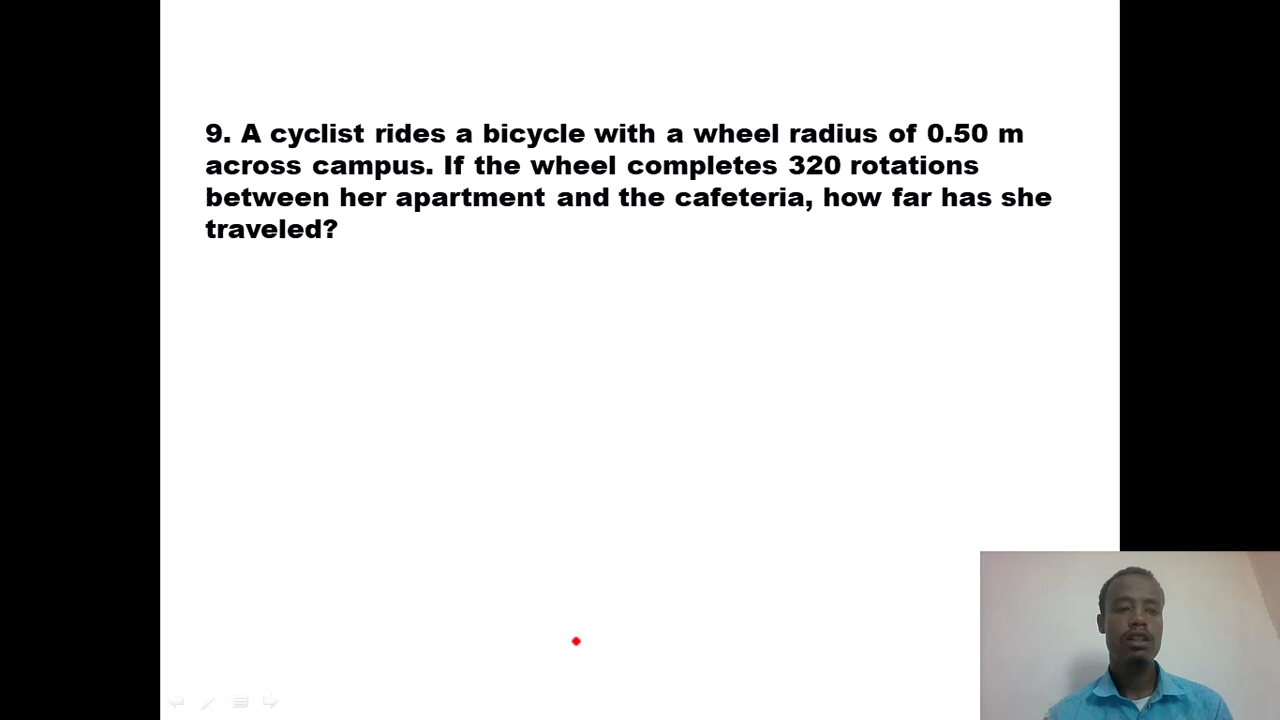 9. A cyclist rides a bicycle with a wheel radius of 0.50 m
across campus. If the wheel completes 320 rotations
between her apartment and the cafeteria, how far has she
traveled?